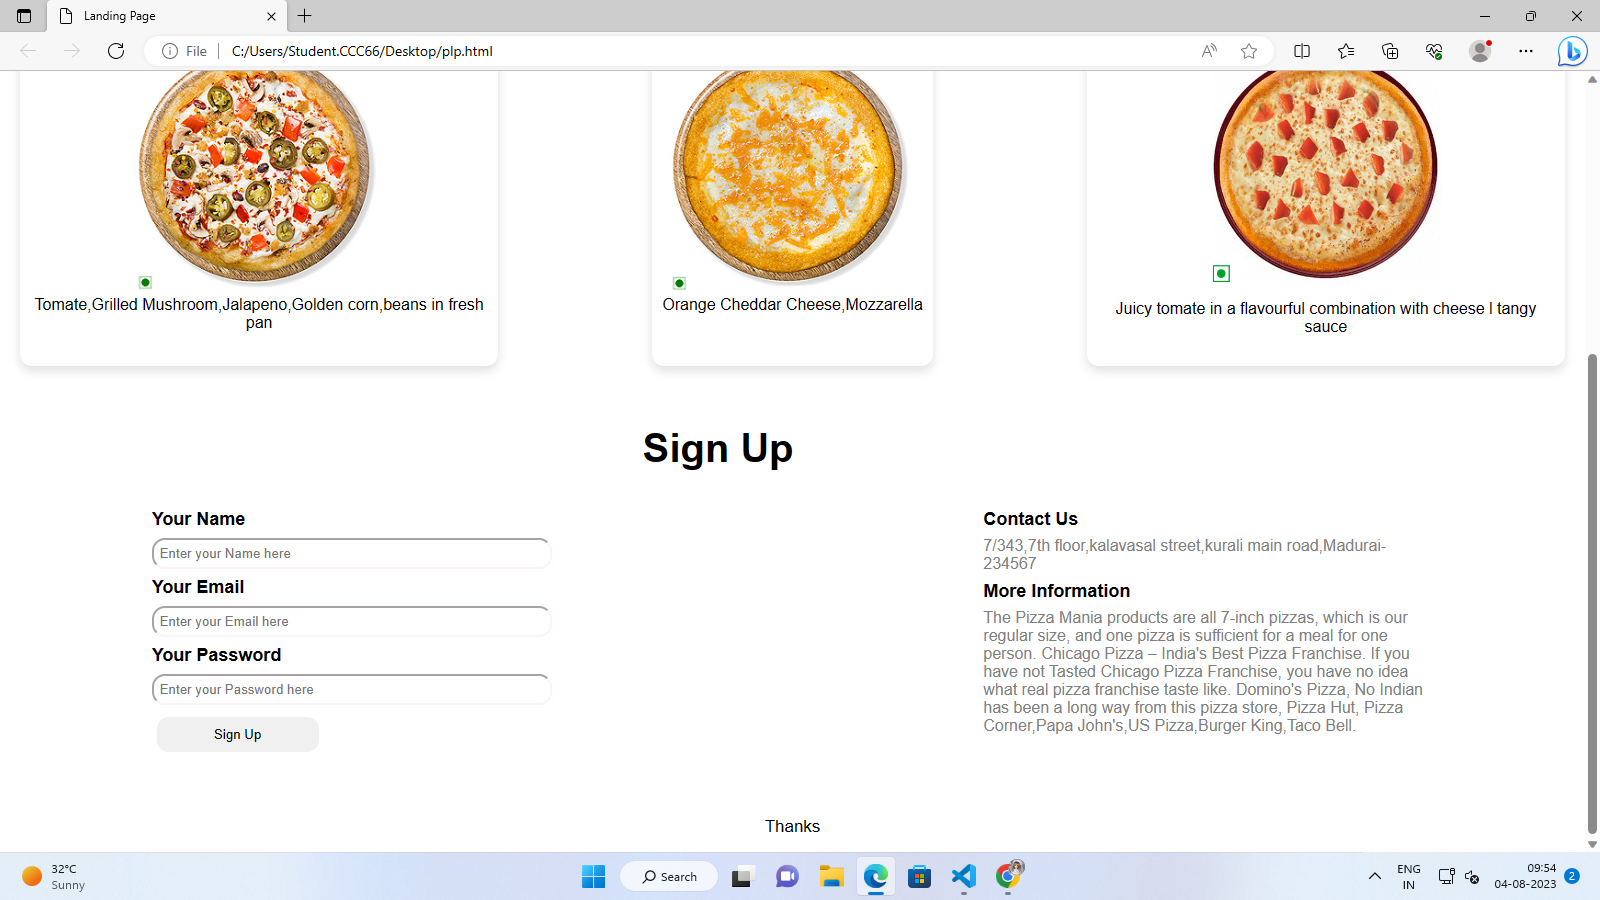 Landing Page
File
C:/Users/Student.CCC66/Desktop/plp.html
Tomate,Grilled Mushroom,Jalapeno,Golden corn,beans in fresh
pan
Orange Cheddar Cheese,Mozzarella
Juicy tomate in a flavourful combination with cheese l tangy
sauce
Sign Up
Your Name
Enter your Name here
Your Email
Enter your Email here
Your Password
Enter your Password here
Sign Up
Contact Us
7/343,7th floor,kalavasal street,kurali main road,Madurai-
234567
More Information
The Pizza Mania products are all 7-inch pizzas, which is our
regular size, and one pizza is sufficient for a meal for one
person. Chicago Pizza – India's Best Pizza Franchise. If you
have not Tasted Chicago Pizza Franchise, you have no idea
what real pizza franchise taste like. Domino's Pizza, No Indian
has been a long way from this pizza store, Pizza Hut, Pizza
Corner,Papa John's,US Pizza,Burger King,Taco Bell.
Thanks
32°C
Sunny
Search
ENG
IN
09:54
04-08-2023
2